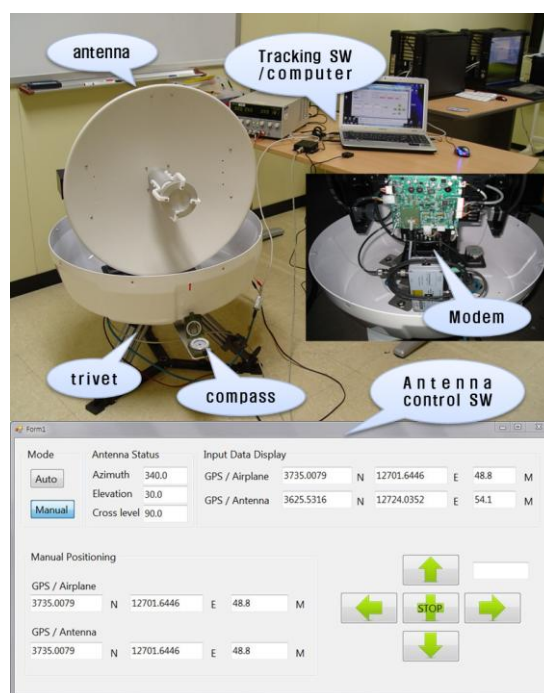 antenna
Tracking SW
/computer
Modem
trivet
compass
Antenna
control SW
Form1
Mode
Auto
Manual
Antenna Status
Azimuth 340.0
Elevation 30.0
Cross level 90.0
Input Data Display
GPS / Airplane 3735.0079 N 12701.6446 E 48.8 M
GPS / Antenna 3625.5316 N 12724.0352 E 54.1 M
Manual Positioning
GPS / Airplane
3735.0079 N 12701.6446 E 48.8 M
GPS / Antenna
3735.0079 N 12701.6446 E 48.8 M
STOP